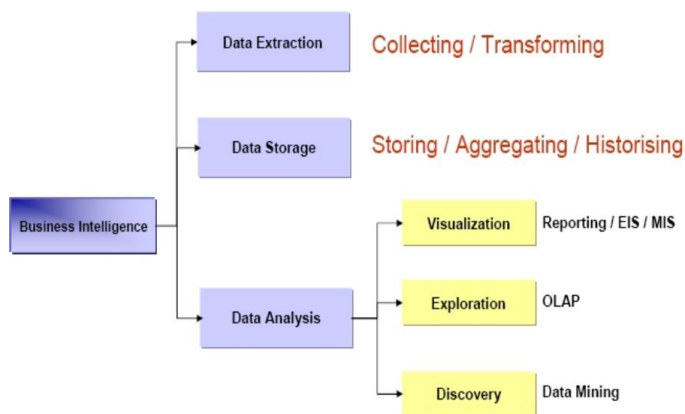 Data Extraction
Collecting / Transforming
Data Storage
Storing / Aggregating / Historising
Business Intelligence
Visualization
Reporting / EIS / MIS
Data Analysis
Exploration
OLAP
Discovery
Data Mining